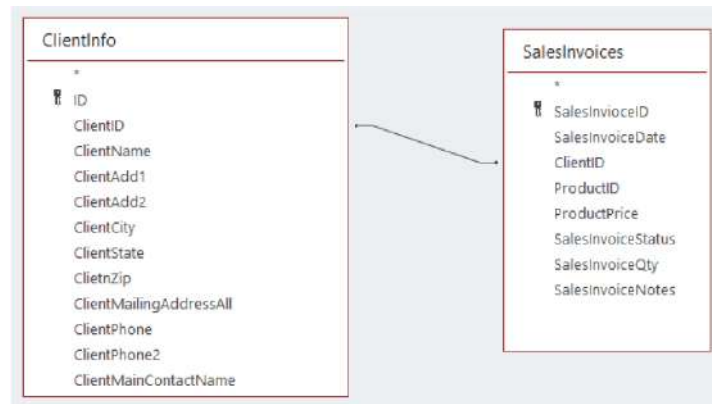 ClientInfo
*
ID
ClientID
ClientName
ClientAdd1
ClientAdd2
ClientCity
ClientState
ClietnZip
ClientMailingAddressAll
ClientPhone
ClientPhone2
ClientMainContactName
SalesInvoices
*
SalesInvioceID
SalesInvoiceDate
ClientID
ProductID
ProductPrice
SalesInvoiceStatus
SalesInvoiceQty
SalesInvoiceNotes